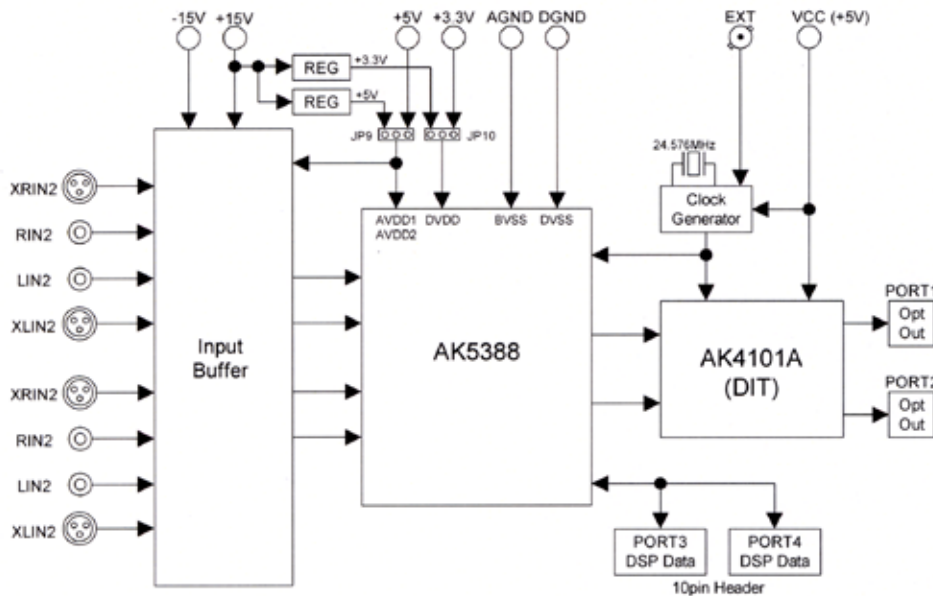 -15V +15V +5V +3.3V AGND DGND EXT VCC (+5V)
REG +3.3V
REG +5V
JP9 JP10
24.576MHz
Clock
Generator
XRIN2
RIN2
LIN2
XLIN2
XRIN2
RIN2
LIN2
XLIN2
Input
Buffer
AVDD1 DVDD BVSS DVSS
AVDD2
AK5388
AK4101A
(DIT)
PORT1
Opt
Out
PORT2
Opt
Out
PORT3
DSP Data
PORT4
DSP Data
10pin Header